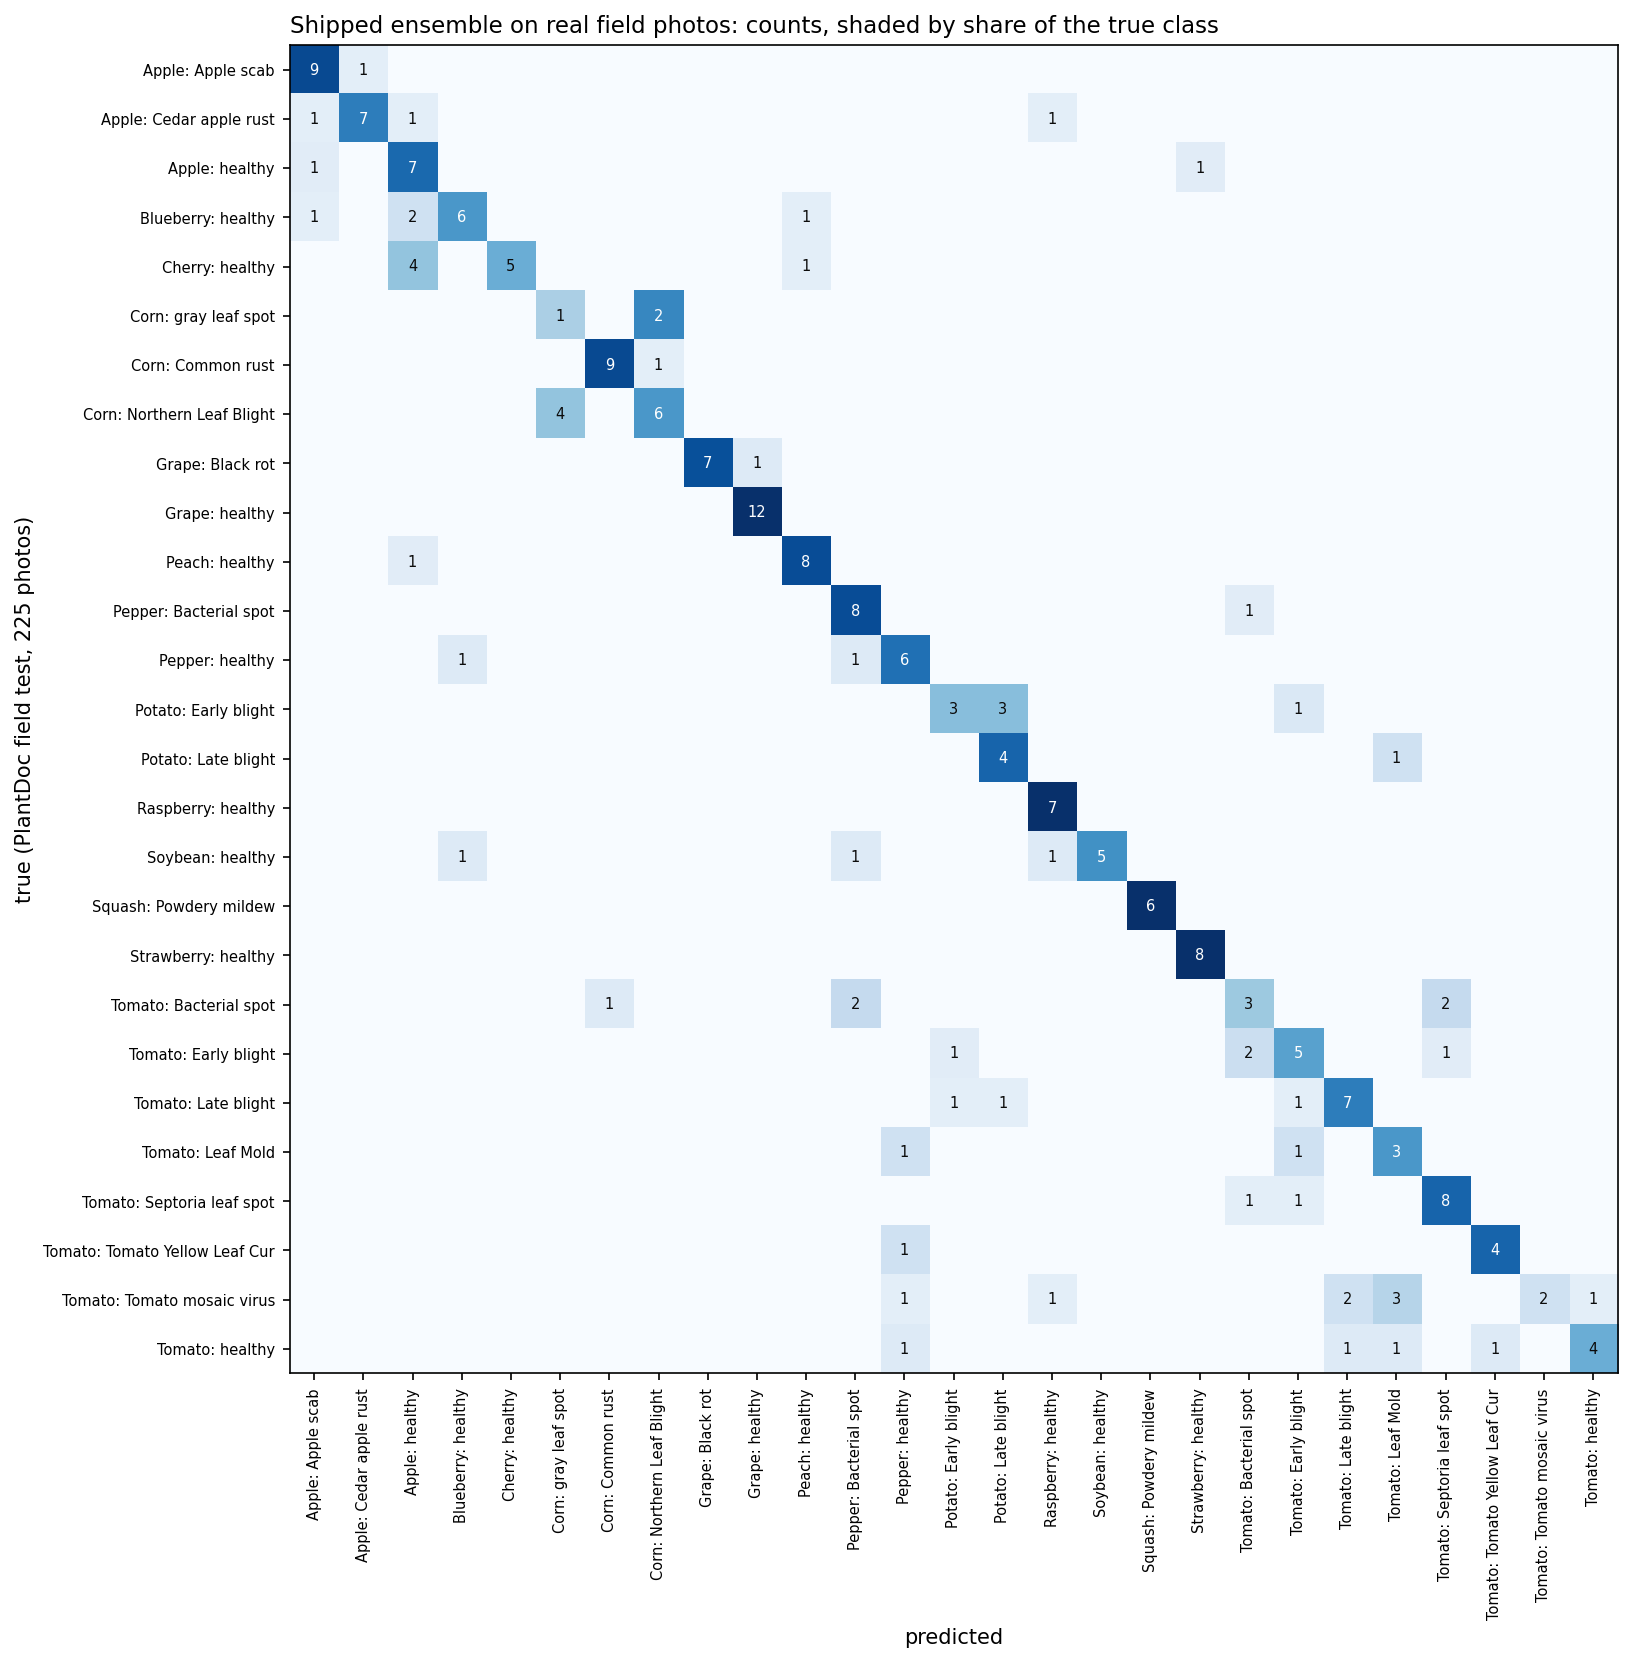 Shipped ensemble on real field photos: counts, shaded by share of the true class
true (PlantDoc field test, 225 photos)
Apple: Apple scab 9 1
Apple: Cedar apple rust 1 7 1 1
Apple: healthy 1 7 1
Blueberry: healthy 1 2 6 1
Cherry: healthy 4 5 1
Corn: gray leaf spot 1 2
Corn: Common rust 9 1
Corn: Northern Leaf Blight 4 6
Grape: Black rot 7 1
Grape: healthy 12
Peach: healthy 1 8
Pepper: Bacterial spot 8 1
Pepper: healthy 1 1 6
Potato: Early blight 3 3 1
Potato: Late blight 4 1
Raspberry: healthy 7
Soybean: healthy 1 1 1 5
Squash: Powdery mildew 6
Strawberry: healthy 8
Tomato: Bacterial spot 1 2 3 2
Tomato: Early blight 1 2 5 1
Tomato: Late blight 1 1 1 7
Tomato: Leaf Mold 1 1 3
Tomato: Septoria leaf spot 1 1 8
Tomato: Tomato Yellow Leaf Cur 1 4
Tomato: Tomato mosaic virus 1 1 2 3 2 1
Tomato: healthy 1 1 1 1 4
Apple: Apple scab
Apple: Cedar apple rust
Apple: healthy
Blueberry: healthy
Cherry: healthy
Corn: gray leaf spot
Corn: Common rust
Corn: Northern Leaf Blight
Grape: Black rot
Grape: healthy
Peach: healthy
Pepper: Bacterial spot
Pepper: healthy
Potato: Early blight
Potato: Late blight
Raspberry: healthy
Soybean: healthy
Squash: Powdery mildew
Strawberry: healthy
Tomato: Bacterial spot
Tomato: Early blight
Tomato: Late blight
Tomato: Leaf Mold
Tomato: Septoria leaf spot
Tomato: Tomato Yellow Leaf Cur
Tomato: Tomato mosaic virus
Tomato: healthy
predicted